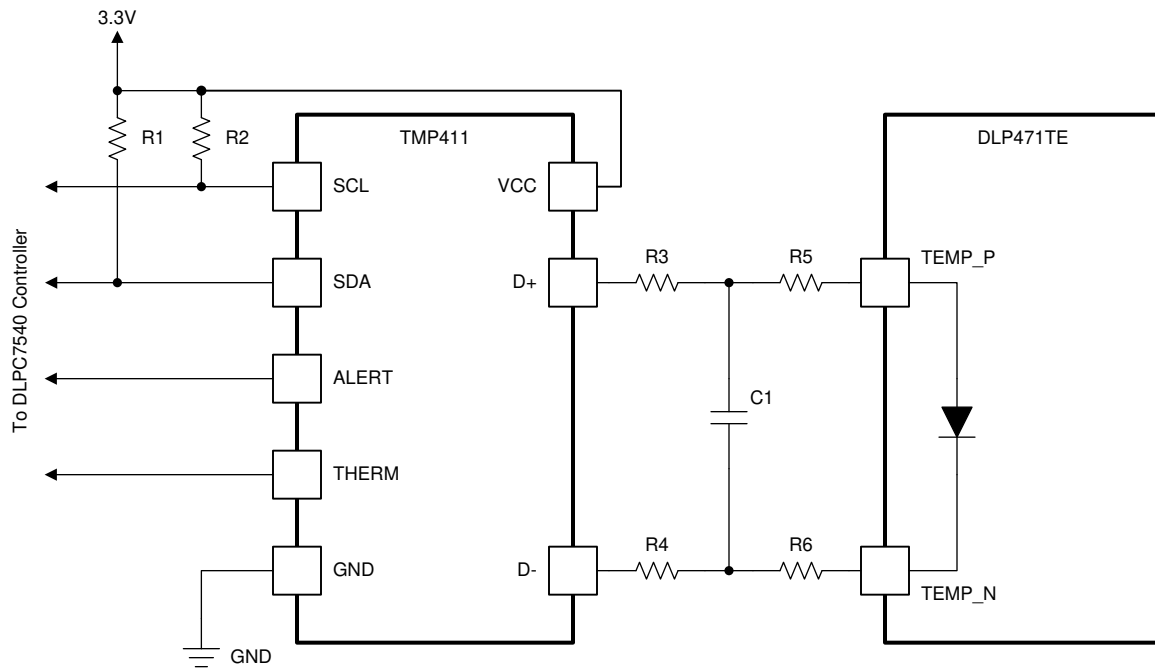 3.3V
R1
R2
TMP411
DLP471TE
SCL
VCC
To DLPC7540 Controller
SDA
D+
R3
R5
TEMP_P
ALERT
C1
THERM
GND
D-
R4
R6
TEMP_N
GND